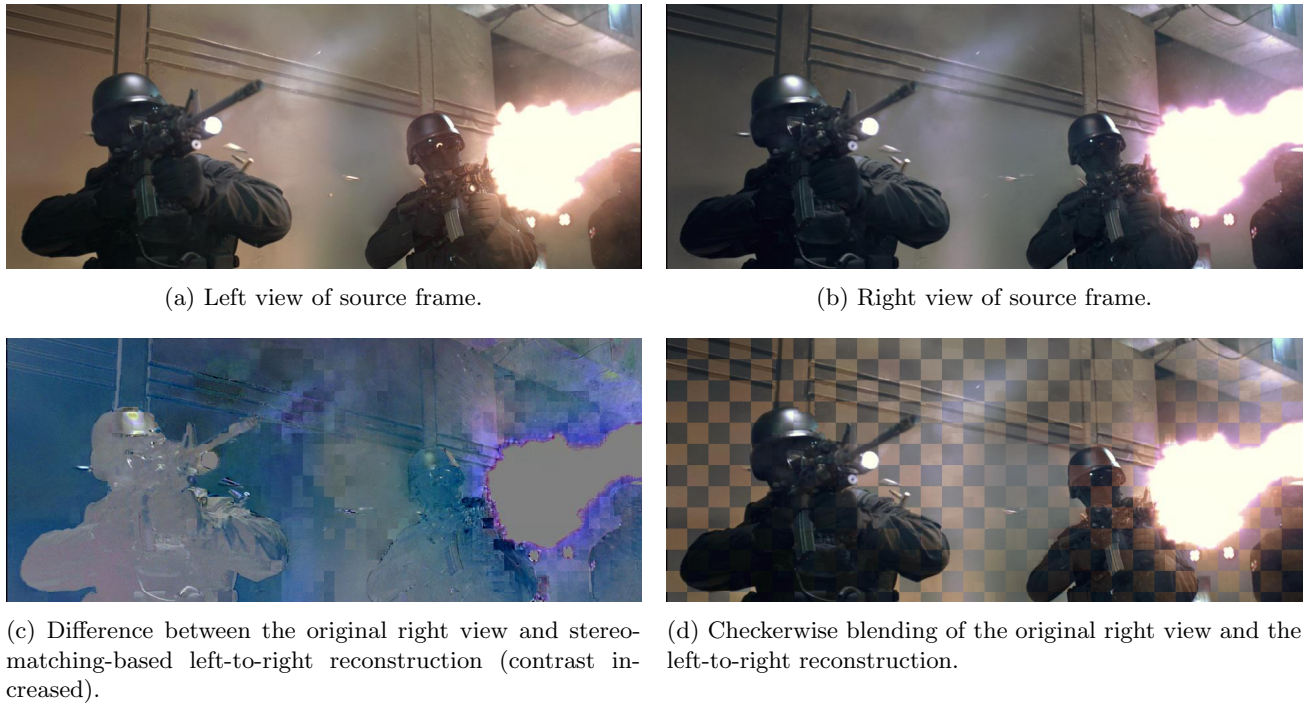 (a) Left view of source frame.
(b) Right view of source frame.
(c) Difference between the original right view and stereo-
matching-based left-to-right reconstruction (contrast in-
creased).
(d) Checkerwise blending of the original right view and the
left-to-right reconstruction.